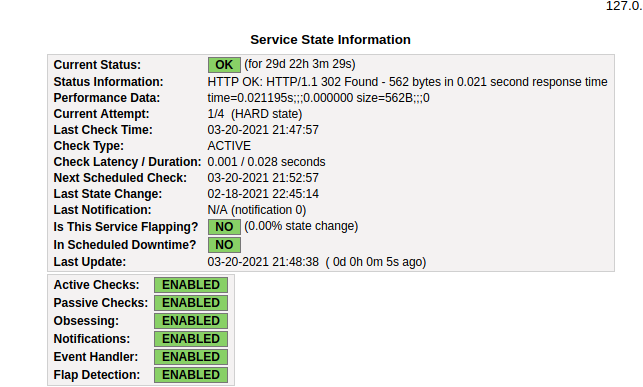 127.0.
Service State Information
Current Status: OK (for 29d 22h 3m 29s)
Status Information: HTTP OK: HTTP/1.1 302 Found - 562 bytes in 0.021 second response time
Performance Data: time=0.021195s;;;0.000000 size=562B;;;0
Current Attempt: 1/4 (HARD state)
Last Check Time: 03-20-2021 21:47:57
Check Type: ACTIVE
Check Latency / Duration: 0.001 / 0.028 seconds
Next Scheduled Check: 03-20-2021 21:52:57
Last State Change: 02-18-2021 22:45:14
Last Notification: N/A (notification 0)
Is This Service Flapping? NO (0.00% state change)
In Scheduled Downtime? NO
Last Update: 03-20-2021 21:48:38 ( 0d 0h 0m 5s ago)
Active Checks: ENABLED
Passive Checks: ENABLED
Obsessing: ENABLED
Notifications: ENABLED
Event Handler: ENABLED
Flap Detection: ENABLED